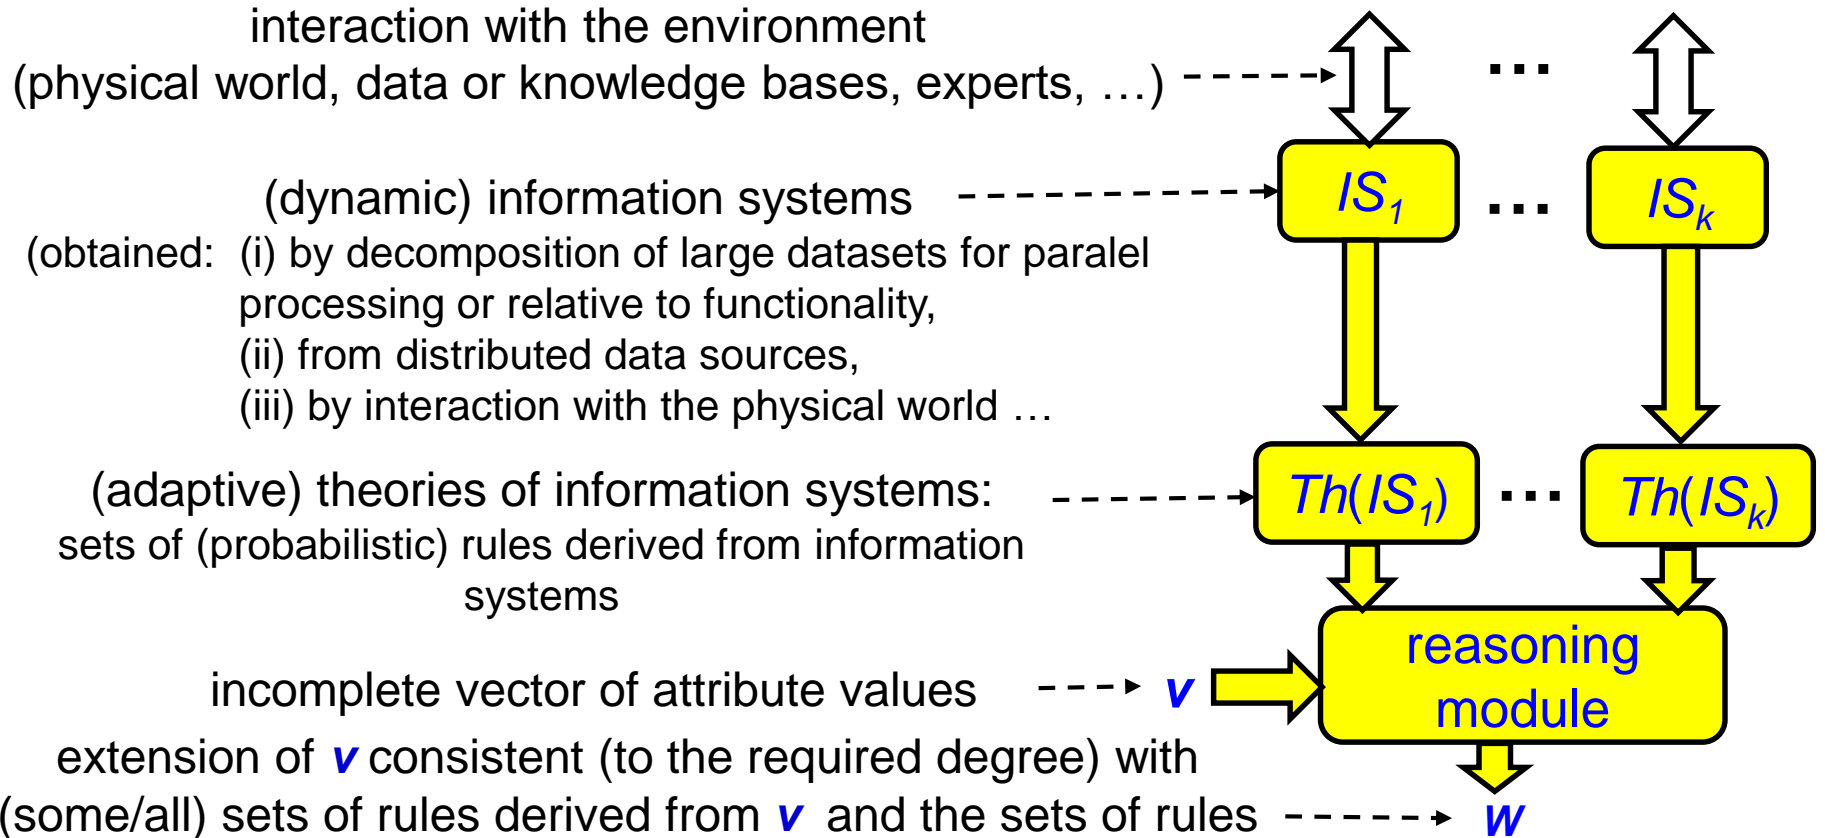 interaction with the environment
(physical world, data or knowledge bases, experts, …)
...
(dynamic) information systems
IS1 ... ISk
(obtained: (i) by decomposition of large datasets for paralel
processing or relative to functionality,
(ii) from distributed data sources,
(iii) by interaction with the physical world …
(adaptive) theories of information systems:
Th(IS1) ... Th(ISk)
sets of (probabilistic) rules derived from information
systems
reasoning
module
incomplete vector of attribute values v
extension of v consistent (to the required degree) with
(some/all) sets of rules derived from v and the sets of rules w